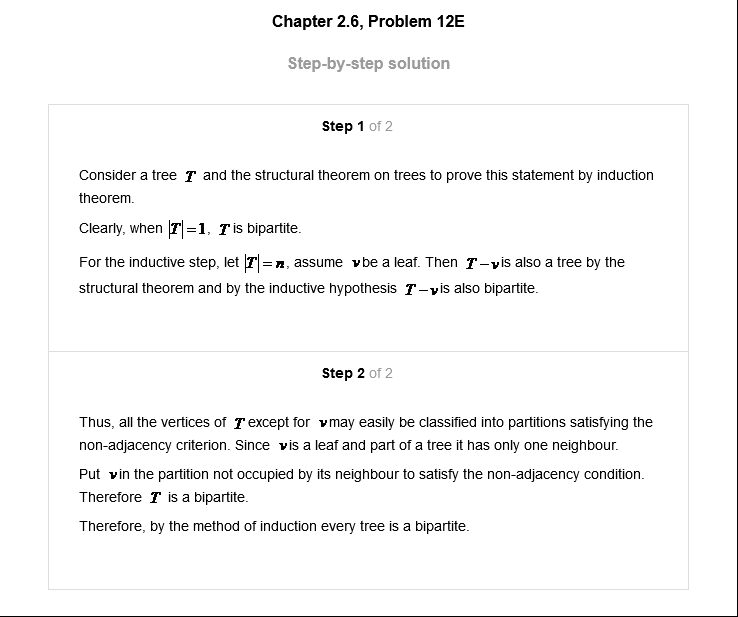 Chapter 2.6, Problem 12E
Step-by-step solution
Step 1 of 2
Consider a tree T and the structural theorem on trees to prove this statement by induction
theorem.
Clearly, when |T|=1, T is bipartite.
For the inductive step, let |T|=n, assume v be a leaf. Then T−v is also a tree by the
structural theorem and by the inductive hypothesis T−v is also bipartite.
Step 2 of 2
Thus, all the vertices of T except for v may easily be classified into partitions satisfying the
non-adjacency criterion. Since v is a leaf and part of a tree it has only one neighbour.
Put v in the partition not occupied by its neighbour to satisfy the non-adjacency condition.
Therefore T is a bipartite.
Therefore, by the method of induction every tree is a bipartite.